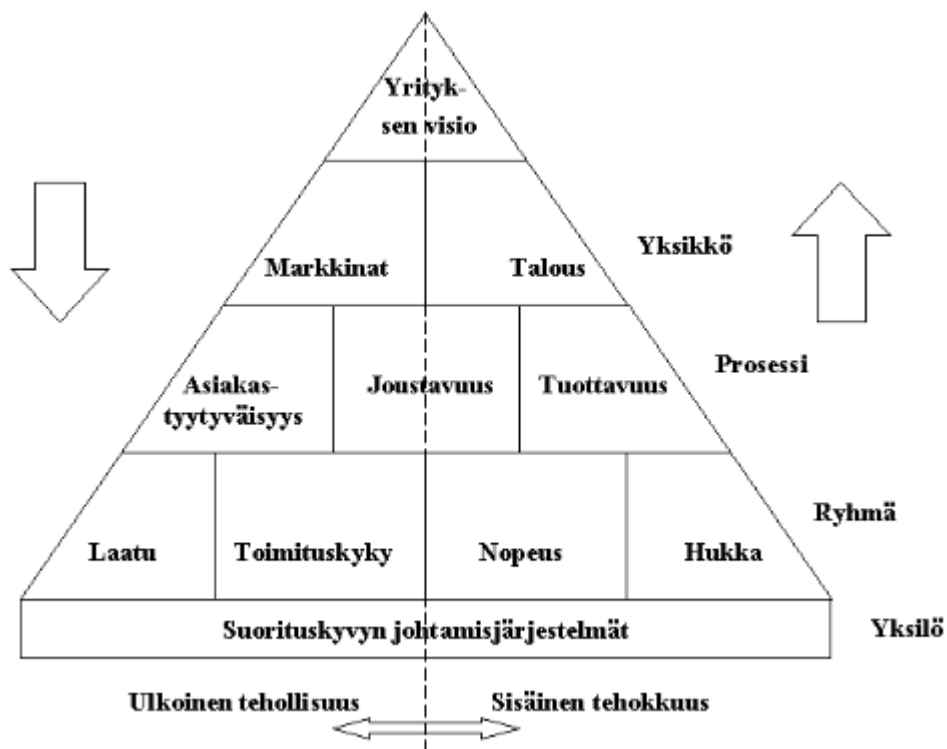 Yrityk-
sen visio
Yksikkö
Markkinat
Talous
Prosessi
Asiakas-
tyytyväisyys
Joustavuus
Tuottavuus
Ryhmä
Laatu
Toimituskyky
Nopeus
Hukka
Suorituskyvyn johtamisjärjestelmät
Yksilö
Ulkoinen tehollisuus
Sisäinen tehokkuus